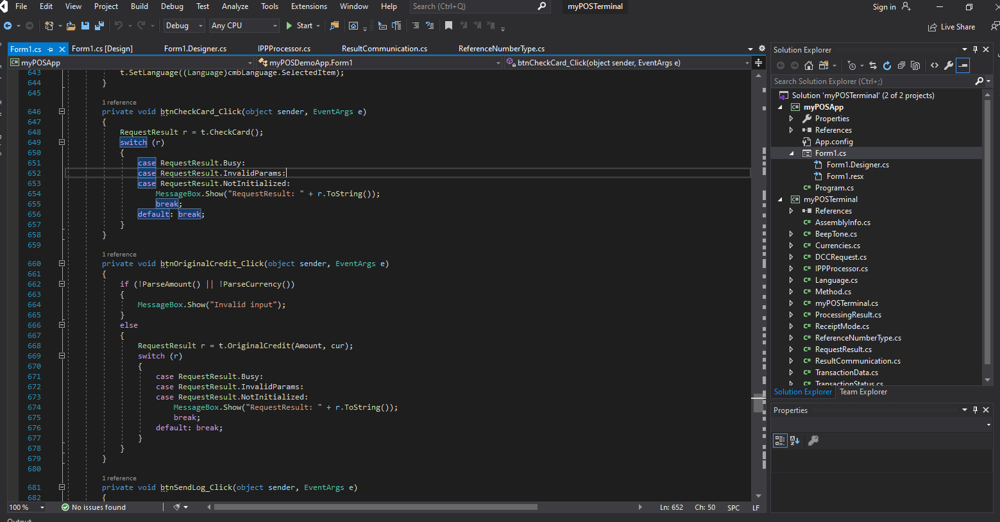 File Edit View Project Build Debug Test Analyze Tools Extensions Window Help Search (Ctrl+Q) myPOSTerminal Sign in
Debug Any CPU Start Live Share
Form1.cs Form1.cs [Design] Form1.Designer.cs IPPProcessor.cs ResultCommunication.cs ReferenceNumberType.cs
myPOSApp myPOSDemoApp.Form1 btnCheckCard_Click(object sender, EventArgs e)
643 t.SetLanguage((Language)cmbLanguage.SelectedItem);
644 }
645
1 reference
646 private void btnCheckCard_Click(object sender, EventArgs e)
647 {
648 RequestResult r = t.CheckCard();
649 switch (r)
650 {
651 case RequestResult.Busy:
652 case RequestResult.InvalidParams:
653 case RequestResult.NotInitialized:
654 MessageBox.Show("RequestResult: " + r.ToString());
655 break;
656 default: break;
657 }
658 }
659
1 reference
660 private void btnOriginalCredit_Click(object sender, EventArgs e)
661 {
662 if (!ParseAmount() || !ParseCurrency())
663 {
664 MessageBox.Show("Invalid input");
665 }
666 else
667 {
668 RequestResult r = t.OriginalCredit(Amount, cur);
669 switch (r)
670 {
671 case RequestResult.Busy:
672 case RequestResult.InvalidParams:
673 case RequestResult.NotInitialized:
674 MessageBox.Show("RequestResult: " + r.ToString());
675 break;
676 default: break;
677 }
678 }
679 }
680
1 reference
681 private void btnSendLog_Click(object sender, EventArgs e)
682 {
100 % No issues found Ln: 652 Ch: 50 SPC LF
Output
Solution Explorer
Search Solution Explorer (Ctrl+;)
Solution 'myPOSTerminal' (2 of 2 projects)
myPOSApp
Properties
References
App.config
Form1.cs
Form1.Designer.cs
Form1.resx
C# Program.cs
myPOSTerminal
References
C# AssemblyInfo.cs
C# BeepTone.cs
C# Currencies.cs
C# DCCRequest.cs
C# IPPProcessor.cs
C# Language.cs
C# Method.cs
C# myPOSTerminal.cs
C# ProcessingResult.cs
C# ReceiptMode.cs
C# ReferenceNumberType.cs
C# RequestResult.cs
C# ResultCommunication.cs
C# TransactionData.cs
C# TransactionStatus.cs
Solution Explorer Team Explorer
Properties